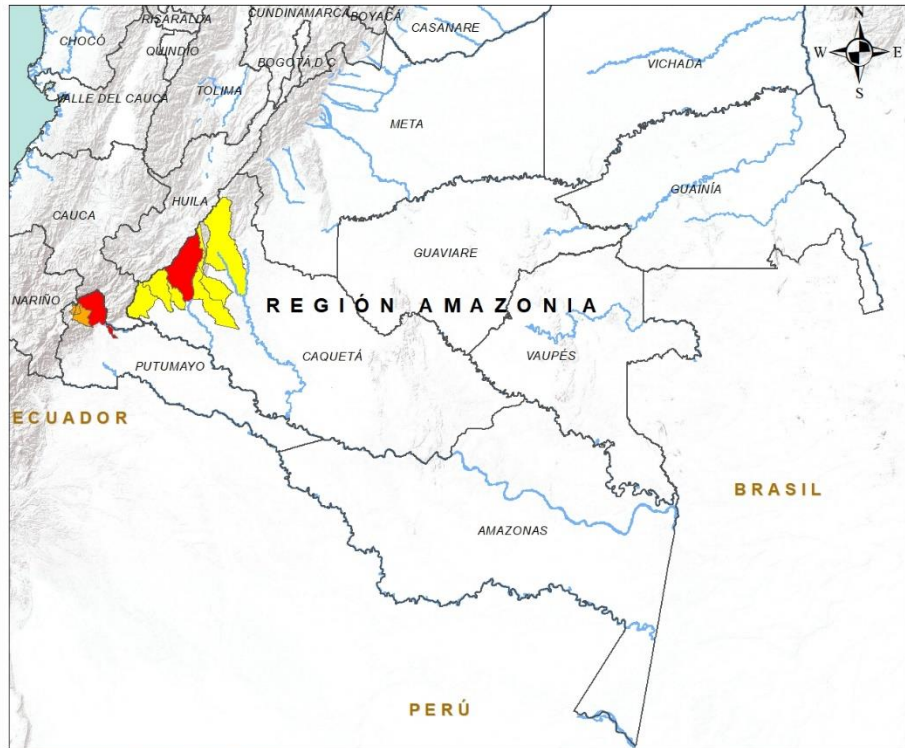 CUNDINAMARCA
BOYACÁ
N
RISARALDA
CASANARE
CHOCÓ
QUINDIO
W
E
BOGOTÁ D.C
VICHADA
S
VALLE DEL CAUCA
TOLIMA
META
GUAINÍA
HUILA
CAUCA
GUAVIARE
NARIÑO
REGIÓN AMAZONIA
CAQUETÁ
VAUPÉS
PUTUMAYO
ECUADOR
BRASIL
AMAZONAS
PERÚ